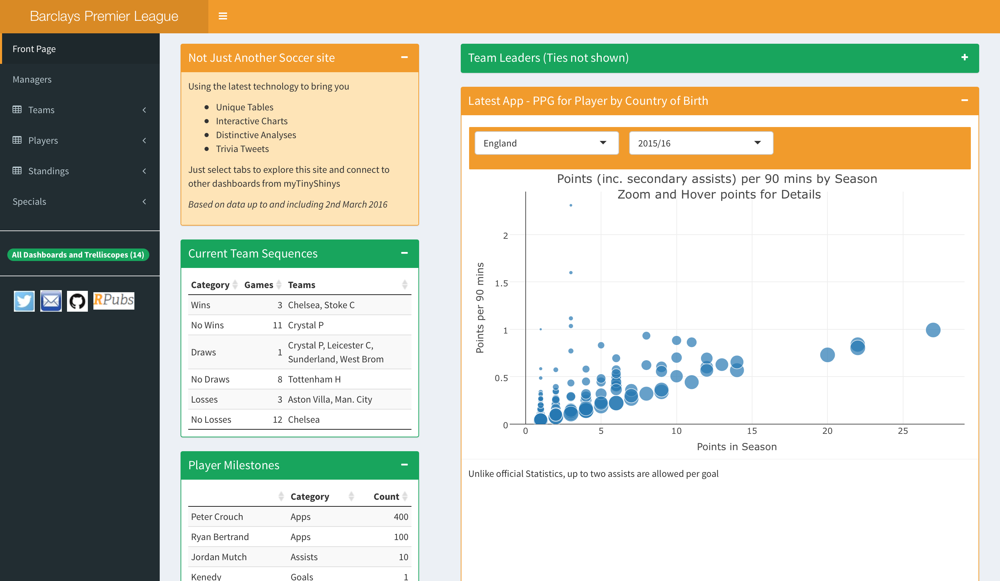 Barclays Premier League
Front Page
Managers
Teams
Players
Standings
Specials
All Dashboards and Trelliscopes (14)
RPubs
Not Just Another Soccer site
Using the latest technology to bring you
Unique Tables
Interactive Charts
Distinctive Analyses
Trivia Tweets
Just select tabs to explore this site and connect to
other dashboards from myTinyShinys
Based on data up to and including 2nd March 2016
Current Team Sequences
Category Games Teams
Wins 3 Chelsea, Stoke C
No Wins 11 Crystal P
Draws 1 Crystal P, Leicester C,
Sunderland, West Brom
No Draws 8 Tottenham H
Losses 3 Aston Villa, Man. City
No Losses 12 Chelsea
Player Milestones
Category Count
Peter Crouch Apps 400
Ryan Bertrand Apps 100
Jordan Mutch Assists 10
Kenedy Goals 1
Team Leaders (Ties not shown)
Latest App - PPG for Player by Country of Birth
England 2015/16
Points (inc. secondary assists) per 90 mins by Season
Zoom and Hover points for Details
Points per 90 mins
2
1.5
1
0.5
0
0 5 10 15 20 25
Points in Season
Unlike official Statistics, up to two assists are allowed per goal